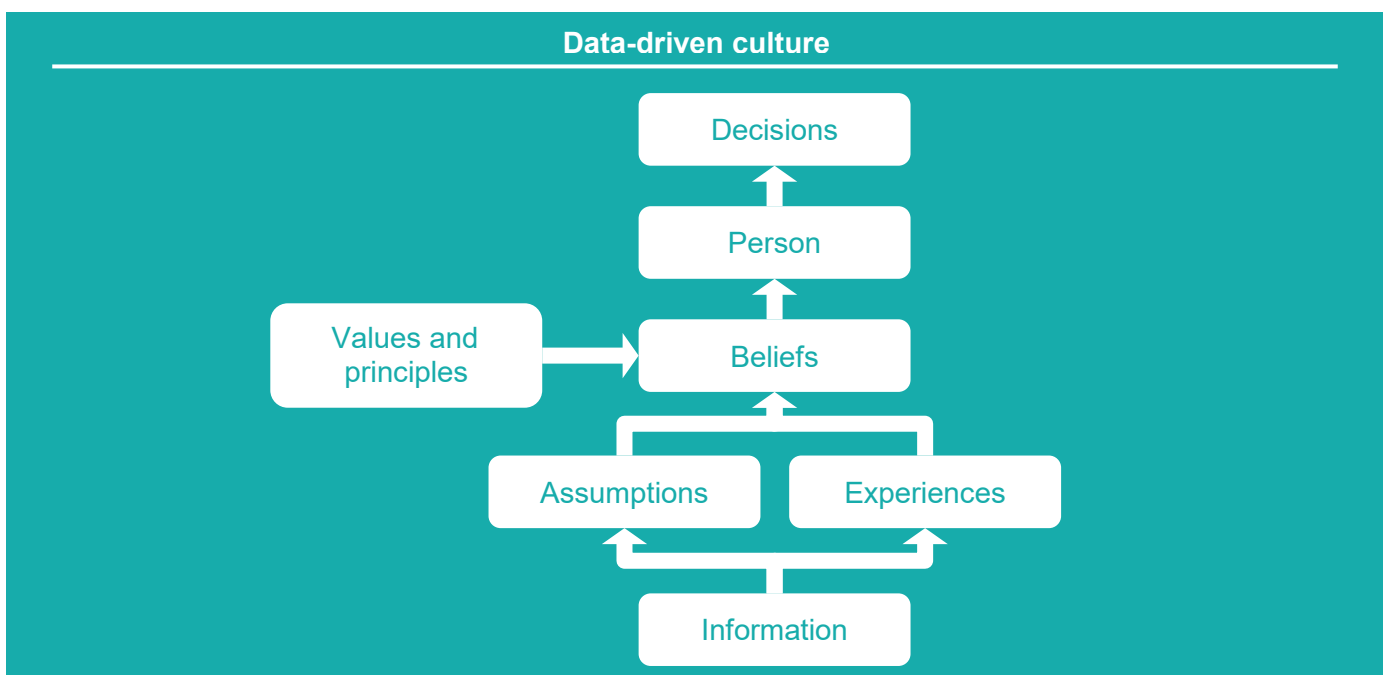 Data-driven culture
Decisions
Person
Values and
principles
Beliefs
Assumptions
Experiences
Information